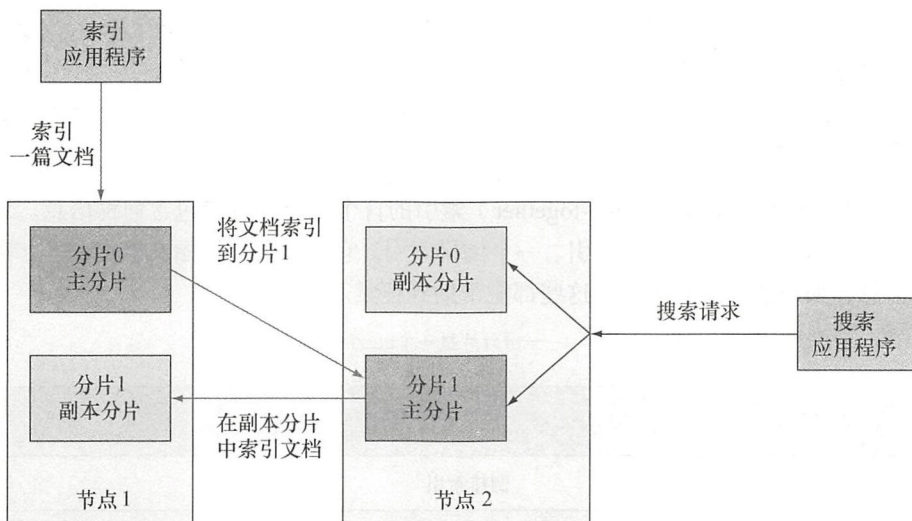 索引
应用程序
索引
一篇文档
将文档索引
到分片1
分片0
主分片
分片0
副本分片
搜索请求
搜索
应用程序
分片1
副本分片
分片1
主分片
在副本分片
中索引文档
节点1
节点2